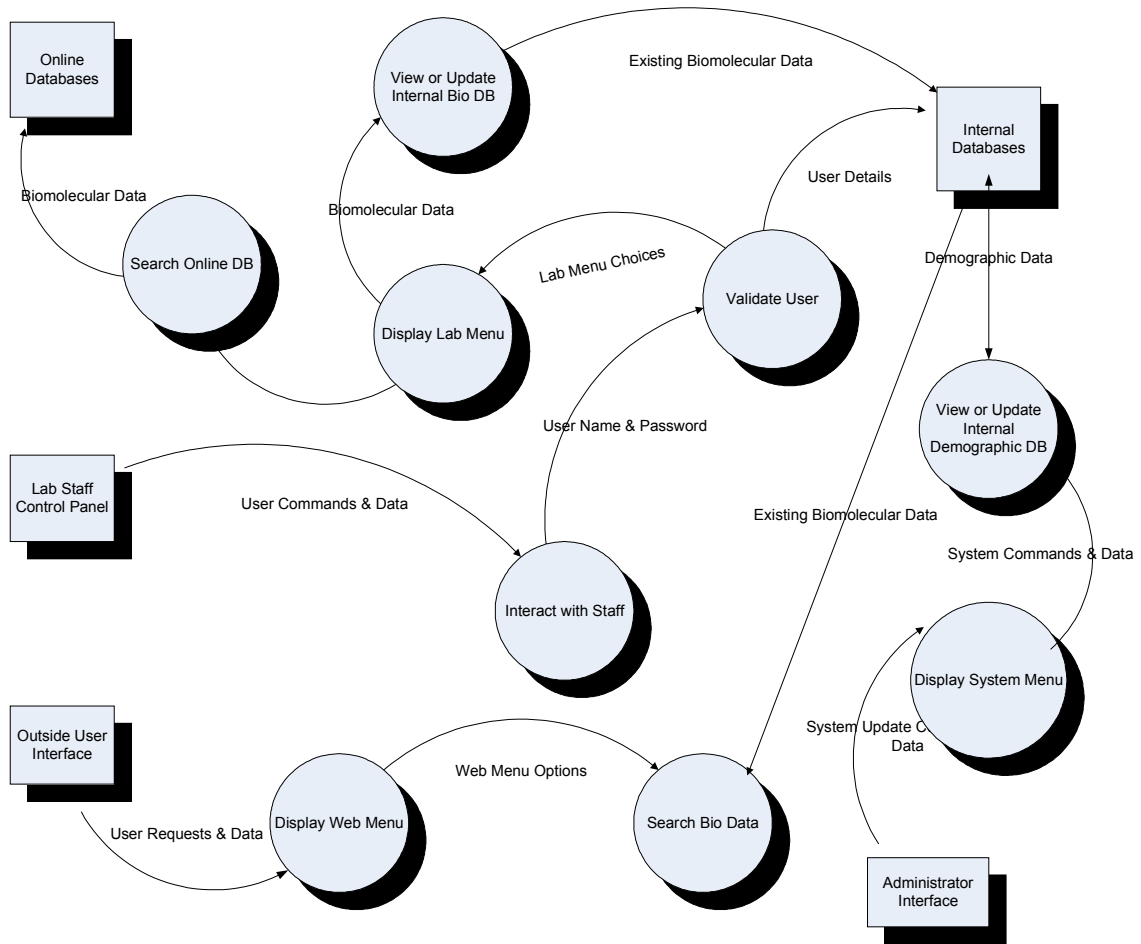 Online
Databases
View or Update
Internal Bio DB
Existing Biomolecular Data
Internal
Databases
User Details
Biomolecular Data
Biomolecular Data
Search Online DB
Lab Menu Choices
Demographic Data
Validate User
Display Lab Menu
User Name & Password
View or Update
Internal
Demographic DB
Lab Staff
Control Panel
User Commands & Data
Existing Biomolecular Data
System Commands & Data
Interact with Staff
Display System Menu
Outside User
Interface
System Update C
Data
Web Menu Options
User Requests & Data
Display Web Menu
Search Bio Data
Administrator
Interface